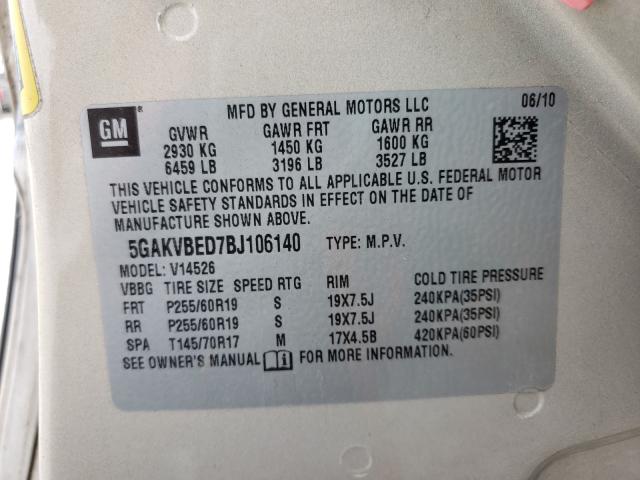 MFD BY GENERAL MOTORS LLC 06/10
GM
GVWR GAWR FRT GAWR RR
2930 KG 1450 KG 1600 KG
6459 LB 3196 LB 3527 LB
THIS VEHICLE CONFORMS TO ALL APPLICABLE U.S. FEDERAL MOTOR
VEHICLE SAFETY STANDARDS IN EFFECT ON THE DATE OF
MANUFACTURE SHOWN ABOVE.
5GAKVBED7BJ106140 TYPE: M.P.V.
MODEL: V14526
VBBG TIRE SIZE SPEED RTG RIM COLD TIRE PRESSURE
FRT P255/60R19 S 19X7.5J 240KPA(35PSI)
RR P255/60R19 S 19X7.5J 240KPA(35PSI)
SPA T145/70R17 M 17X4.5B 420KPA(60PSI)
SEE OWNER'S MANUAL FOR MORE INFORMATION.